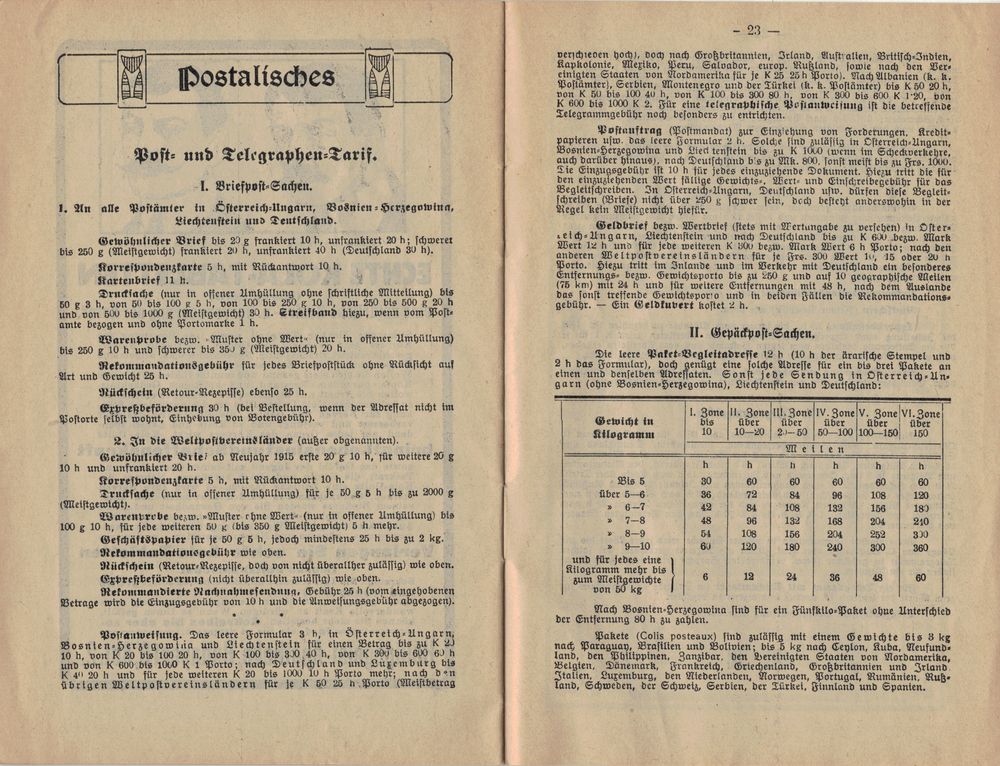 Postalisches
Post- und Telegraphen-Tarif.
I. Briefpost-Sachen.
1. An alle Postämter in Österreich-Ungarn, Bosnien-Herzegowina,
Liechtenstein und Deutschland.
Gewöhnlicher Brief bis 20 g frankiert 10 h, unfrankiert 20 h; schwerer
bis 250 g (Meistgewicht) frankiert 20 h, unfrankiert 40 h (Deutschland 30 h).
Korrespondenzkarte 5 h, mit Rückantwort 10 h.
Kartenbrief 11 h.
Drucksache (nur in offener Umhüllung ohne schriftliche Mitteilung) bis
50 g 3 h, von 50 bis 100 g 5 h, von 100 bis 250 g 10 h, von 250 bis 500 g 20 h
und von 500 bis 1000 g (Meistgewicht) 30 h. Streifband hiezu, wenn vom Post-
amte bezogen und ohne Portomarke 1 h.
Warenprobe bezw. »Muster ohne Wert« (nur in offener Umhüllung)
bis 250 g 10 h und schwerer bis 350 g (Meistgewicht) 20 h.
Rekommandationsgebühr für jedes Briefpoststück ohne Rücksicht auf
Art und Gewicht 25 h.
Rückschein (Retour-Rezepisse) ebenso 25 h.
Expreßbeförderung 30 h (bei Bestellung, wenn der Adressat nicht im
Postorte selbst wohnt, Einhebung von Botengebühr).
2. In die Weltpostvereinsländer (außer obgenannten).
Gewöhnlicher Brief ab Neujahr 1915 erste 20 g 10 h, für weitere 20 g
10 h und unfrankiert 20 h.
Korrespondenzkarte 5 h, mit Rückantwort 10 h.
Drucksache (nur in offener Umhüllung) für je 50 g 5 h bis zu 2000 g
(Meistgewicht).
Warenprobe bezw. »Muster ohne Wert« (nur in offener Umhüllung) bis
100 g 10 h, für jede weiteren 50 g (bis 350 g Meistgewicht) 5 h mehr.
Geschäftspapier für je 50 g 5 h, jedoch mindestens 25 h bis zu 2 kg.
Rekommandationsgebühr wie oben.
Rückschein (Retour-Rezepisse, doch von nicht überallher zulässig) wie oben.
Expreßbeförderung (nicht überallhin zulässig) wie oben.
Rekommandierte Nachnahmesendung, Gebühr 25 h (vom eingehobenen
Betrage wird die Einzugsgebühr von 10 h und die Anweisungsgebühr abgezogen).
Postanweisung. Das leere Formular 3 h, in Österreich-Ungarn,
Bosnien-Herzegowina und Liechtenstein für einen Betrag bis zu K 20
10 h, von K 20 bis 100 20 h, von K 100 bis 300 40 h, von K 300 bis 600 60 h
und von K 600 bis 1000 K 1 Porto; nach Deutschland und Luxemburg bis
K 40 20 h und für jede weiteren K 20 bis 1000 10 h Porto mehr; nach den
übrigen Weltpostvereinsländern für je K 50 25 h Porto (Meistbetrag
– 23 —
verschieden hoch), doch nach Großbritannien, Irland, Australien, Britisch-Indien,
Kapkolonie, Mexiko, Peru, Salvador, europ. Rußland, sowie nach den Ver-
einigten Staaten von Nordamerika für je K 25 25 h Porto). Nach Albanien (k. k.
Postämter), Serbien, Montenegro und der Türkei (k. k. Postämter) bis K 50 20 h,
von K 50 bis 100 40 h, von K 100 bis 300 80 h, von K 300 bis 600 K 1·20, von
K 600 bis 1000 K 2. Für eine telegraphische Postanweisung ist die betreffende
Telegrammgebühr noch besonders zu entrichten.
Postauftrag (Postmandat) zur Einziehung von Forderungen, Kredit-
papieren usw. das leere Formular 2 h. Solche sind zulässig in Österreich-Ungarn,
Bosnien-Herzegowina und Liechtenstein bis zu K 1000 (wenn im Scheckverkehre,
auch darüber hinaus), nach Deutschland bis zu Mk. 800, sonst meist bis zu Frs. 1000.
Die Einzugsgebühr ist 10 h für jedes einzuziehende Dokument. Hiezu tritt die für
den einzuziehenden Wert fällige Gewichts-, Wert- und Einschreibegebühr für das
Begleitschreiben. In Österreich-Ungarn, Deutschland usw. dürfen diese Begleit-
schreiben (Briefe) nicht über 250 g schwer sein, doch besteht anderswohin in der
Regel kein Meistgewicht hiefür.
Geldbrief bezw. Wertbrief (stets mit Wertangabe zu versehen) in Öster-
reich-Ungarn, Liechtenstein und nach Deutschland bis zu K 600 bezw. Mark
Wert 12 h und für jede weiteren K 300 bezw. Mark Wert 6 h Porto; nach den
anderen Weltpostvereinsländern für je Frs. 300 Wert 10, 15 oder 20 h
Porto. Hiezu tritt im Inlande und im Verkehr mit Deutschland ein besonderes
Entfernungs- bezw. Gewichtsporto bis zu 250 g und auf 10 geographische Meilen
(75 km) mit 24 h und für weitere Entfernungen mit 48 h, nach dem Auslande
das sonst treffende Gewichtsporto und in beiden Fällen die Rekommandations-
gebühr. — Ein Geldkuvert kostet 2 h.
II. Gepäckpost-Sachen.
Die leere Paket-Begleitadresse 12 h (10 h der ärarische Stempel und
2 h das Formular), doch genügt eine solche Adresse für ein bis drei Pakete an
einen und denselben Adressaten. Sonst jede Sendung in Österreich-Un-
garn (ohne Bosnien-Herzegowina), Liechtenstein und Deutschland:
Gewicht in Kilogramm | I. Zone bis 10 | II. Zone über 10—20 | III. Zone über 20—50 | IV. Zone über 50—100 | V. Zone über 100—150 | VI. Zone über 150
Meilen
h h h h h h
Bis 5 30 60 60 60 60 60
über 5—6 36 72 84 96 108 120
» 6—7 42 84 108 132 156 180
» 7—8 48 96 132 168 204 240
» 8—9 54 108 156 204 252 300
» 9—10 60 120 180 240 300 360
und für jedes eine
Kilogramm mehr bis
zum Meistgewichte
von 50 kg
6 12 24 36 48 60
Nach Bosnien-Herzegowina sind für ein Fünfkilo-Paket ohne Unterschied
der Entfernung 80 h zu zahlen.
Pakete (Colis posteaux) sind zulässig mit einem Gewichte bis 3 kg
nach Paraguay, Brasilien und Bolivien; bis 5 kg nach Ceylon, Kuba, Neufund-
land, den Philippinen, Zanzibar, den Vereinigten Staaten von Nordamerika,
Belgien, Dänemark, Frankreich, Griechenland, Großbritannien und Irland
Italien, Luxemburg, den Niederlanden, Norwegen, Portugal, Rumänien, Ruß-
land, Schweden, der Schweiz, Serbien, der Türkei, Finnland und Spanien.